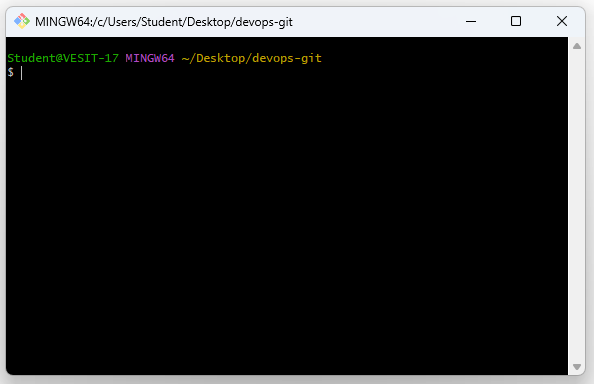 MINGW64:/c/Users/Student/Desktop/devops-git
Student@VESIT-17 MINGW64 ~/Desktop/devops-git
$